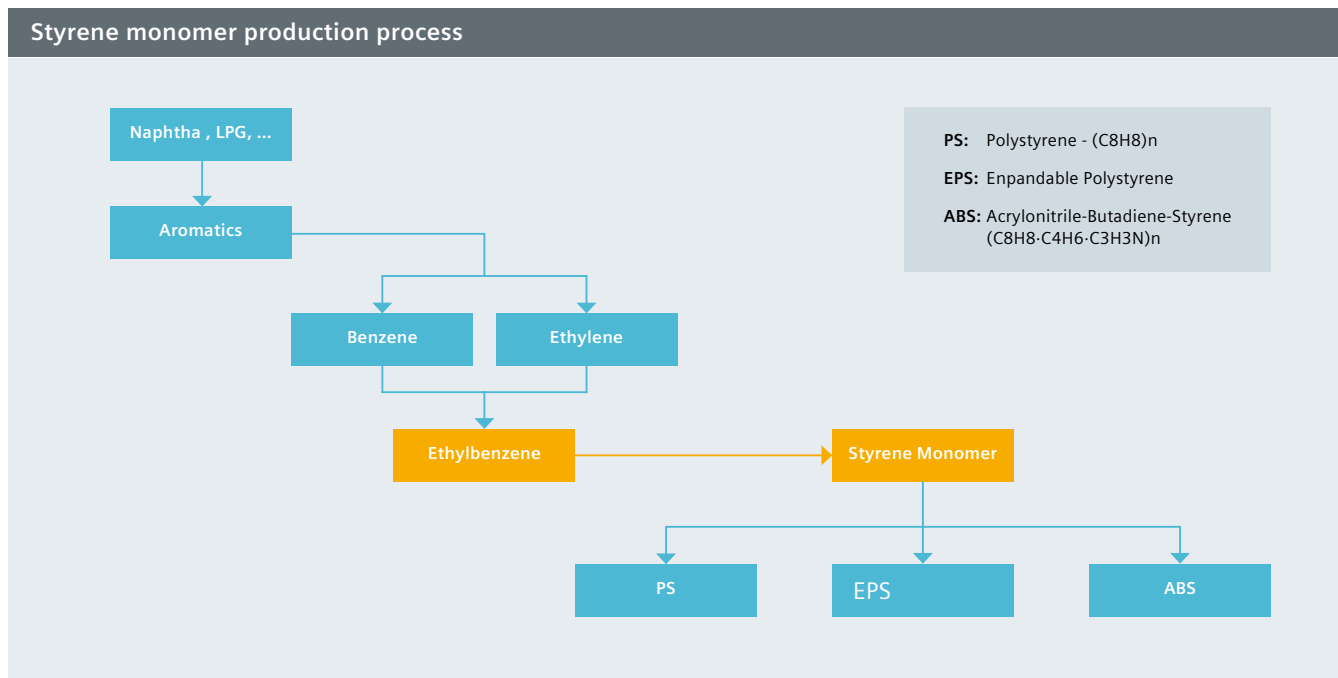 Styrene monomer production process
Naphtha , LPG, ...
PS: Polystyrene - (C8H8)n
EPS: Enpandable Polystyrene
ABS: Acrylonitrile-Butadiene-Styrene
(C8H8·C4H6·C3H3N)n
Aromatics
Benzene
Ethylene
Ethylbenzene
Styrene Monomer
PS
EPS
ABS